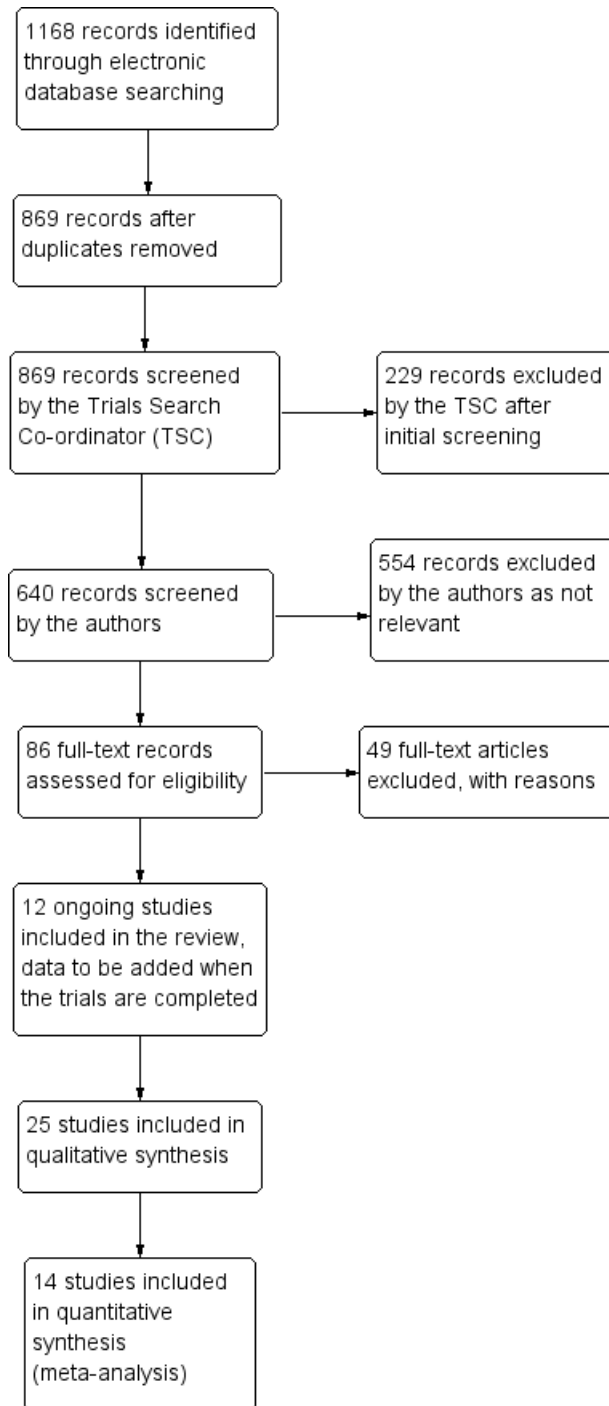 1168 records identified
through electronic
database searching
869 records after
duplicates removed
869 records screened
by the Trials Search
Co-ordinator (TSC)
229 records excluded
by the TSC after
initial screening
640 records screened
by the authors
554 records excluded
by the authors as not
relevant
86 full-text records
assessed for eligibility
49 full-text articles
excluded, with reasons
12 ongoing studies
included in the review,
data to be added when
the trials are completed
25 studies included in
qualitative synthesis
14 studies included
in quantitative
synthesis
(meta-analysis)